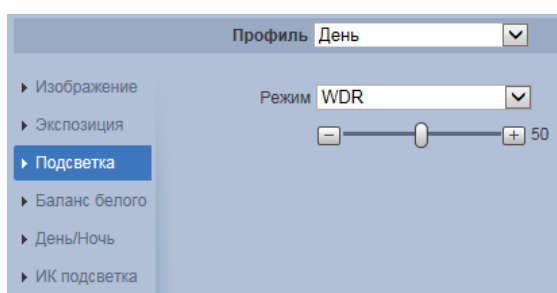 Профиль День
Изображение
Режим WDR
Экспозиция
50
Подсветка
Баланс белого
День/Ночь
ИК подсветка